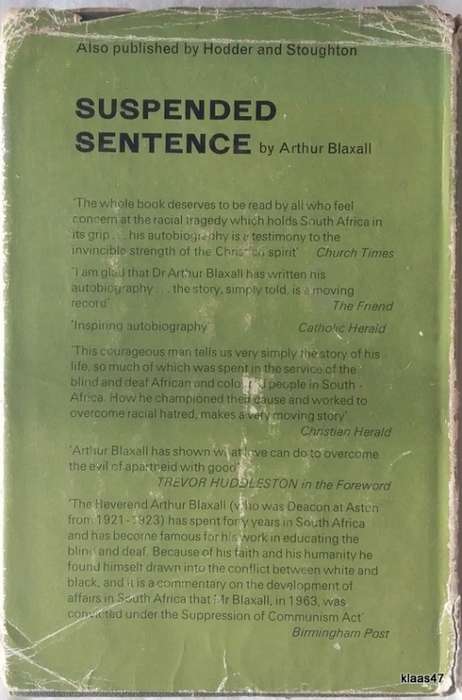 Also published by Hodder and Stoughton
SUSPENDED
SENTENCE by Arthur Blaxall
'The whole book deserves to be read by all who feel
concern at the racial tragedy which holds South Africa in
its grip . . . his autobiography is a testimony to the
invincible strength of the Christian spirit' Church Times
'I am glad that Dr Arthur Blaxall has written his
autobiography . . . the story, simply told, is a moving
record' The Friend
'Inspiring autobiography' Catholic Herald
'This courageous man tells us very simply the story of his
life, so much of which was spent in the service of the
blind and deaf African and coloured people in South
Africa. How he championed their cause and worked to
overcome racial hatred, makes a very moving story'
Christian Herald
'Arthur Blaxall has shown what love can do to overcome
the evil of apartheid with good'
TREVOR HUDDLESTON in the Foreword
'The Reverend Arthur Blaxall (who was Deacon at Aston
from 1921-1923) has spent forty years in South Africa
and has become famous for his work in educating the
blind and deaf. Because of his faith and his humanity he
found himself drawn into the conflict between white and
black, and it is a commentary on the development of
affairs in South Africa that Mr Blaxall, in 1963, was
convicted under the Suppression of Communism Act'
Birmingham Post
klaas47